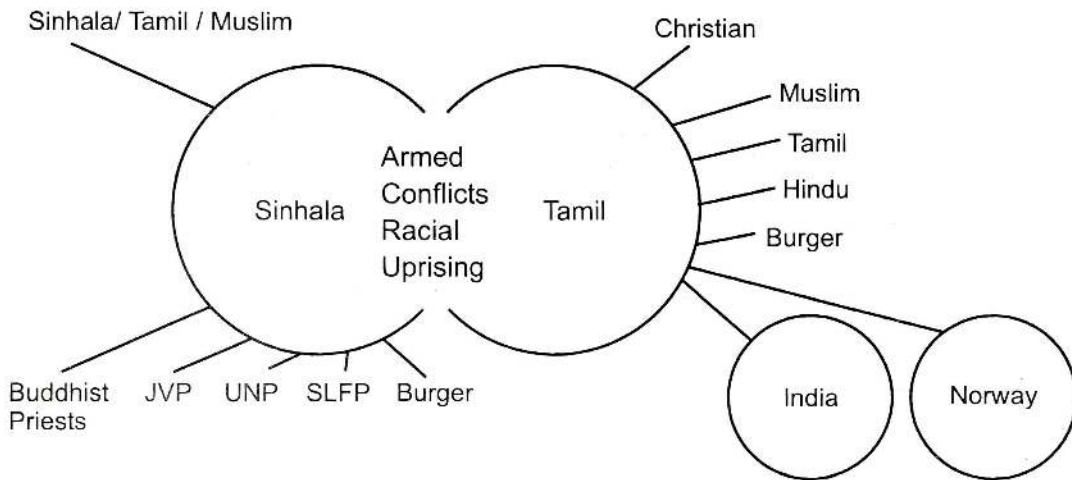 Sinhala/ Tamil / Muslim
Christian
Muslim
Tamil
Hindu
Burger
Sinhala
Armed
Conflicts
Racial
Uprising
Tamil
Buddhist
Priests
JVP
UNP
SLFP
Burger
India
Norway